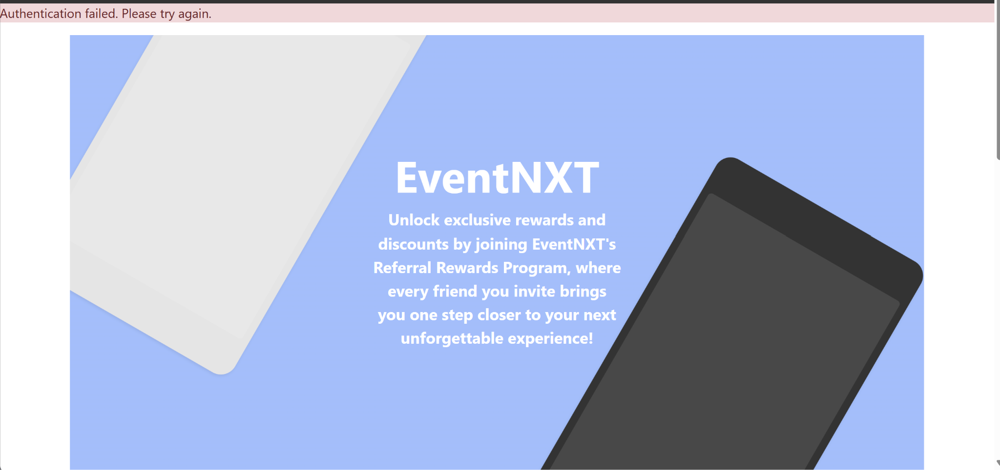 Authentication failed. Please try again.
EventNXT
Unlock exclusive rewards and
discounts by joining EventNXT's
Referral Rewards Program, where
every friend you invite brings
you one step closer to your next
unforgettable experience!